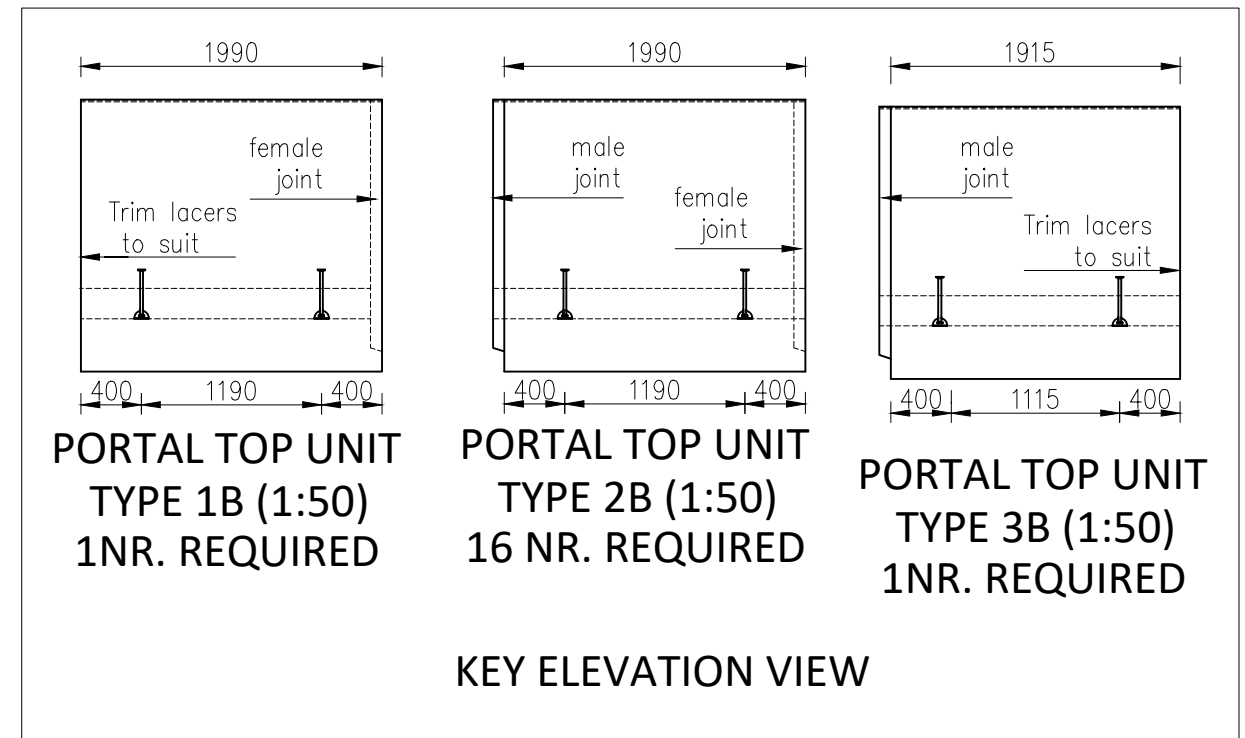 1990
female
joint
Trim lacers
to suit
400 1190 400
PORTAL TOP UNIT
TYPE 1B (1:50)
1NR. REQUIRED
1990
male
joint
female
joint
400 1190 400
PORTAL TOP UNIT
TYPE 2B (1:50)
16 NR. REQUIRED
1915
male
joint
Trim lacers
to suit
400 1115 400
PORTAL TOP UNIT
TYPE 3B (1:50)
1NR. REQUIRED
KEY ELEVATION VIEW